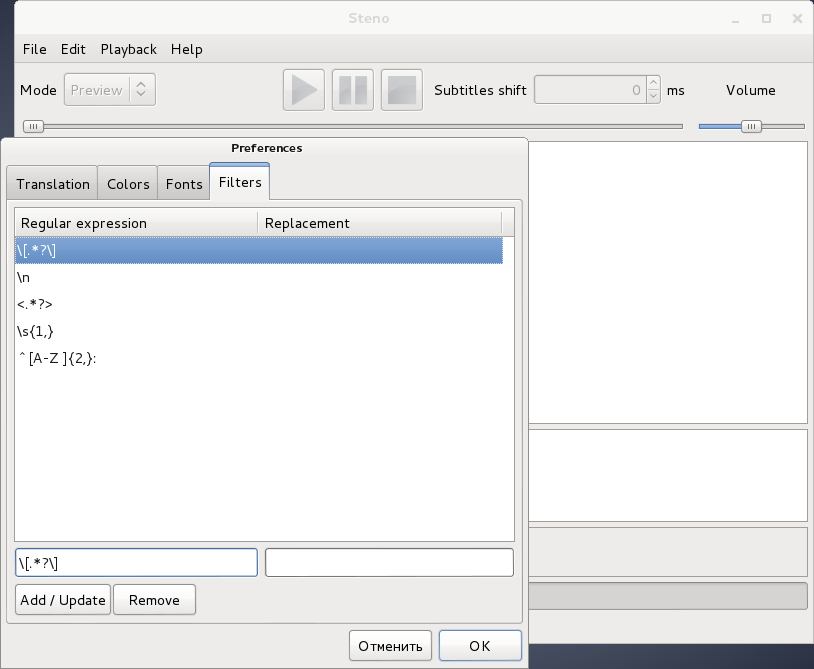 Steno
File Edit Playback Help
Mode Preview Subtitles shift 0 ms Volume
Preferences
Translation Colors Fonts Filters
Regular expression Replacement
\[.*?\]
\n
<.*?>
\s{1,}
^[A-Z ]{2,}:
\[.*?\]
Add / Update Remove
Отменить OK